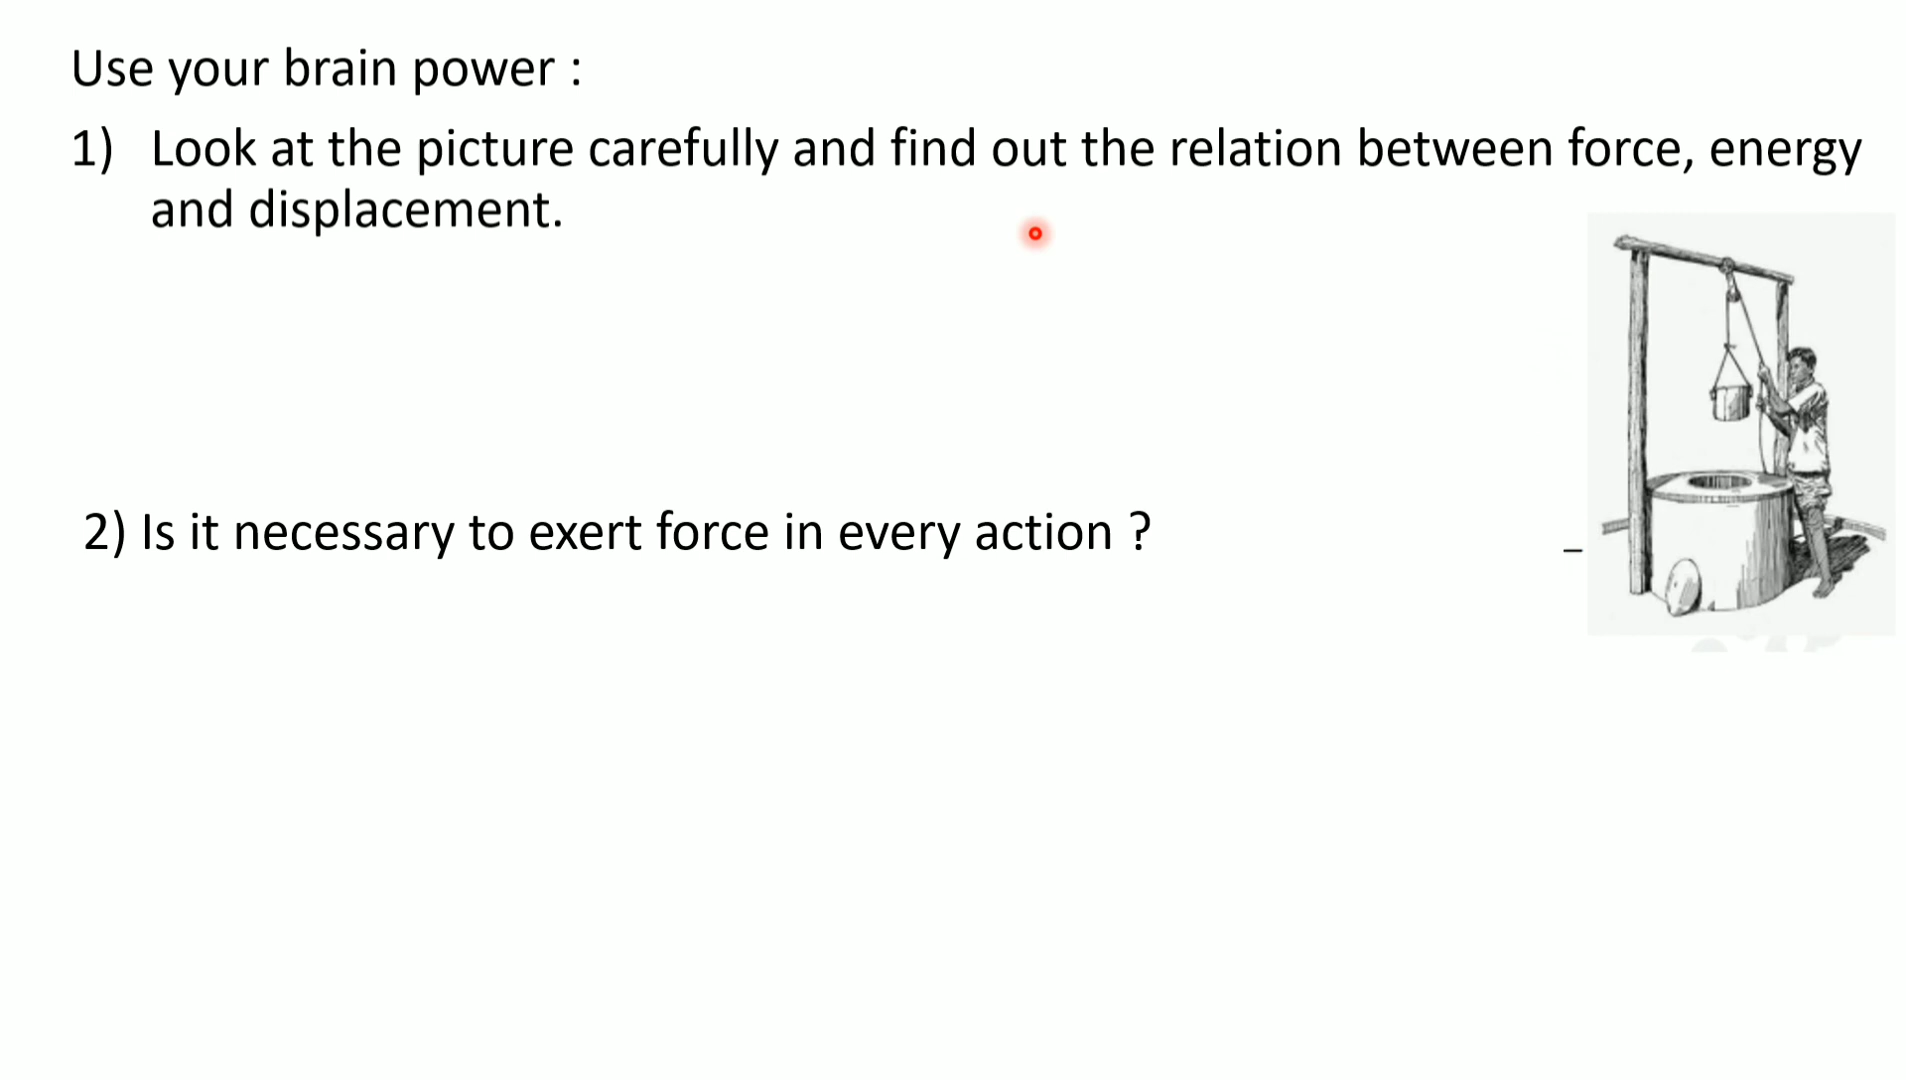 Use your brain power :
1) Look at the picture carefully and find out the relation between force, energy
and displacement.
2) Is it necessary to exert force in every action ?